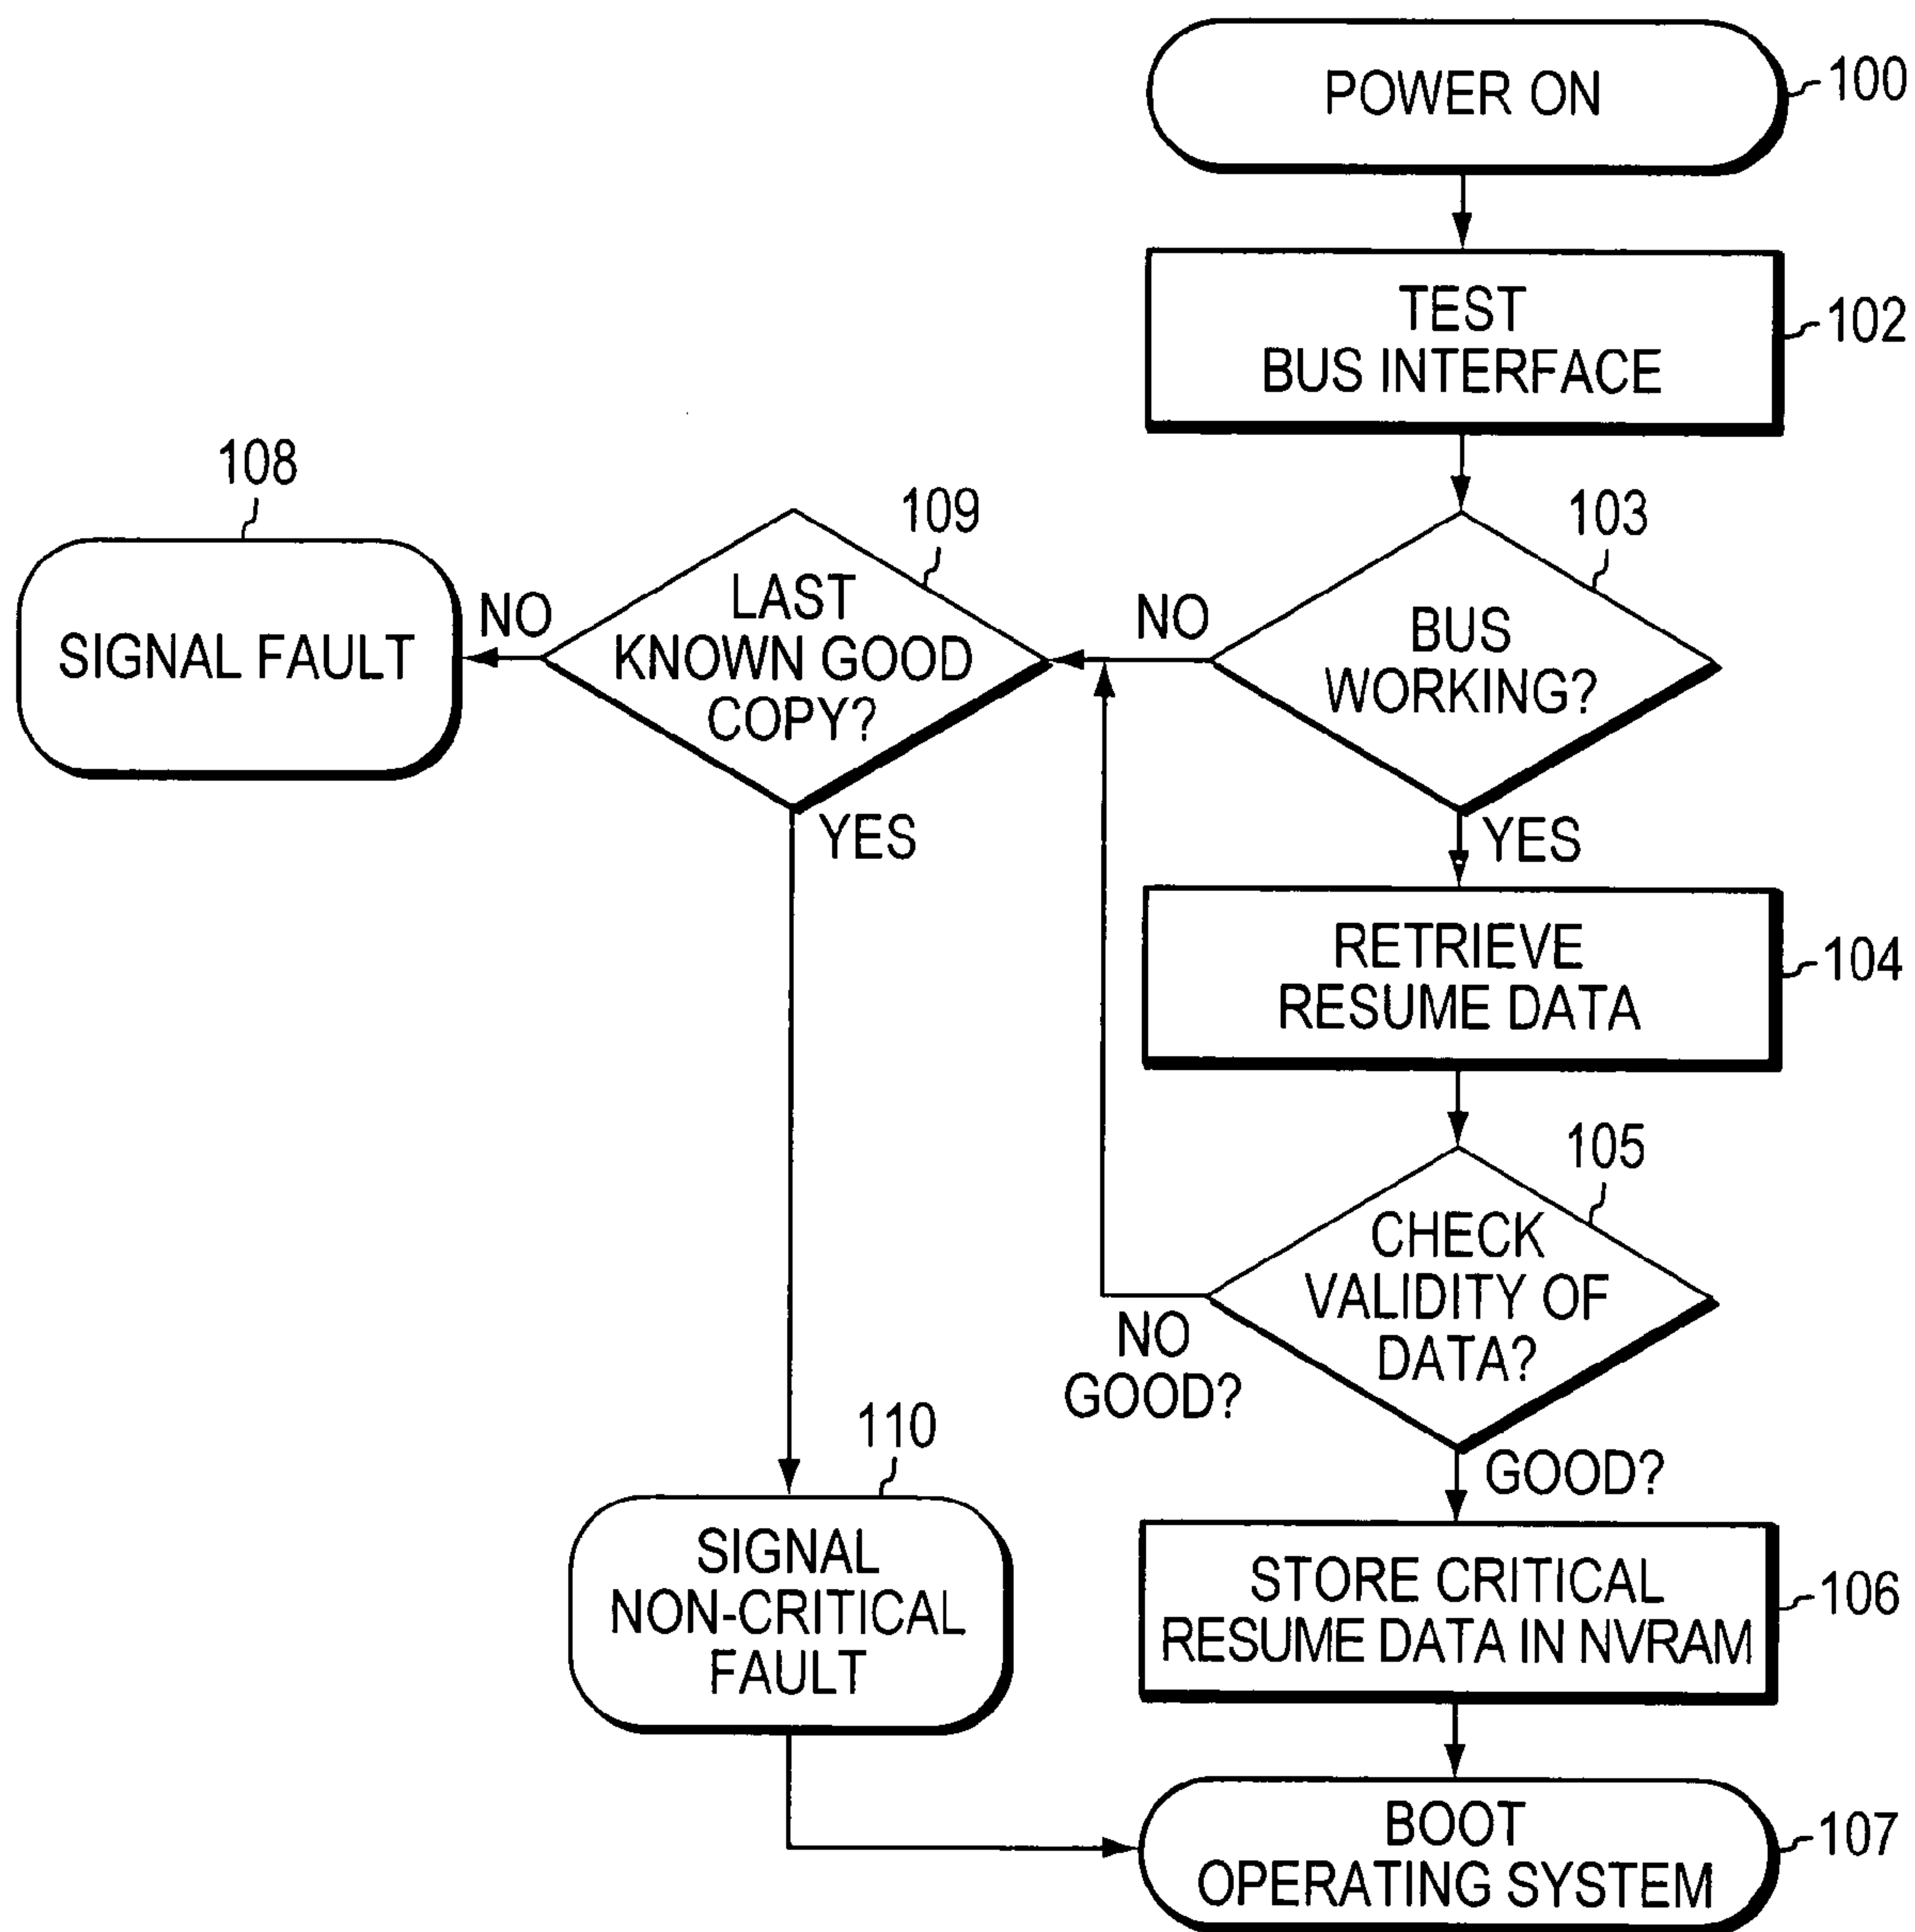 POWER ON
100
TEST
BUS INTERFACE
102
108
109
103
SIGNAL FAULT
NO
LAST
KNOWN GOOD
COPY?
NO
BUS
WORKING?
YES
YES
RETRIEVE
RESUME DATA
104
105
CHECK
VALIDITY OF
DATA?
NO
GOOD?
GOOD?
110
SIGNAL
NON-CRITICAL
FAULT
STORE CRITICAL
RESUME DATA IN NVRAM
106
BOOT
OPERATING SYSTEM
107